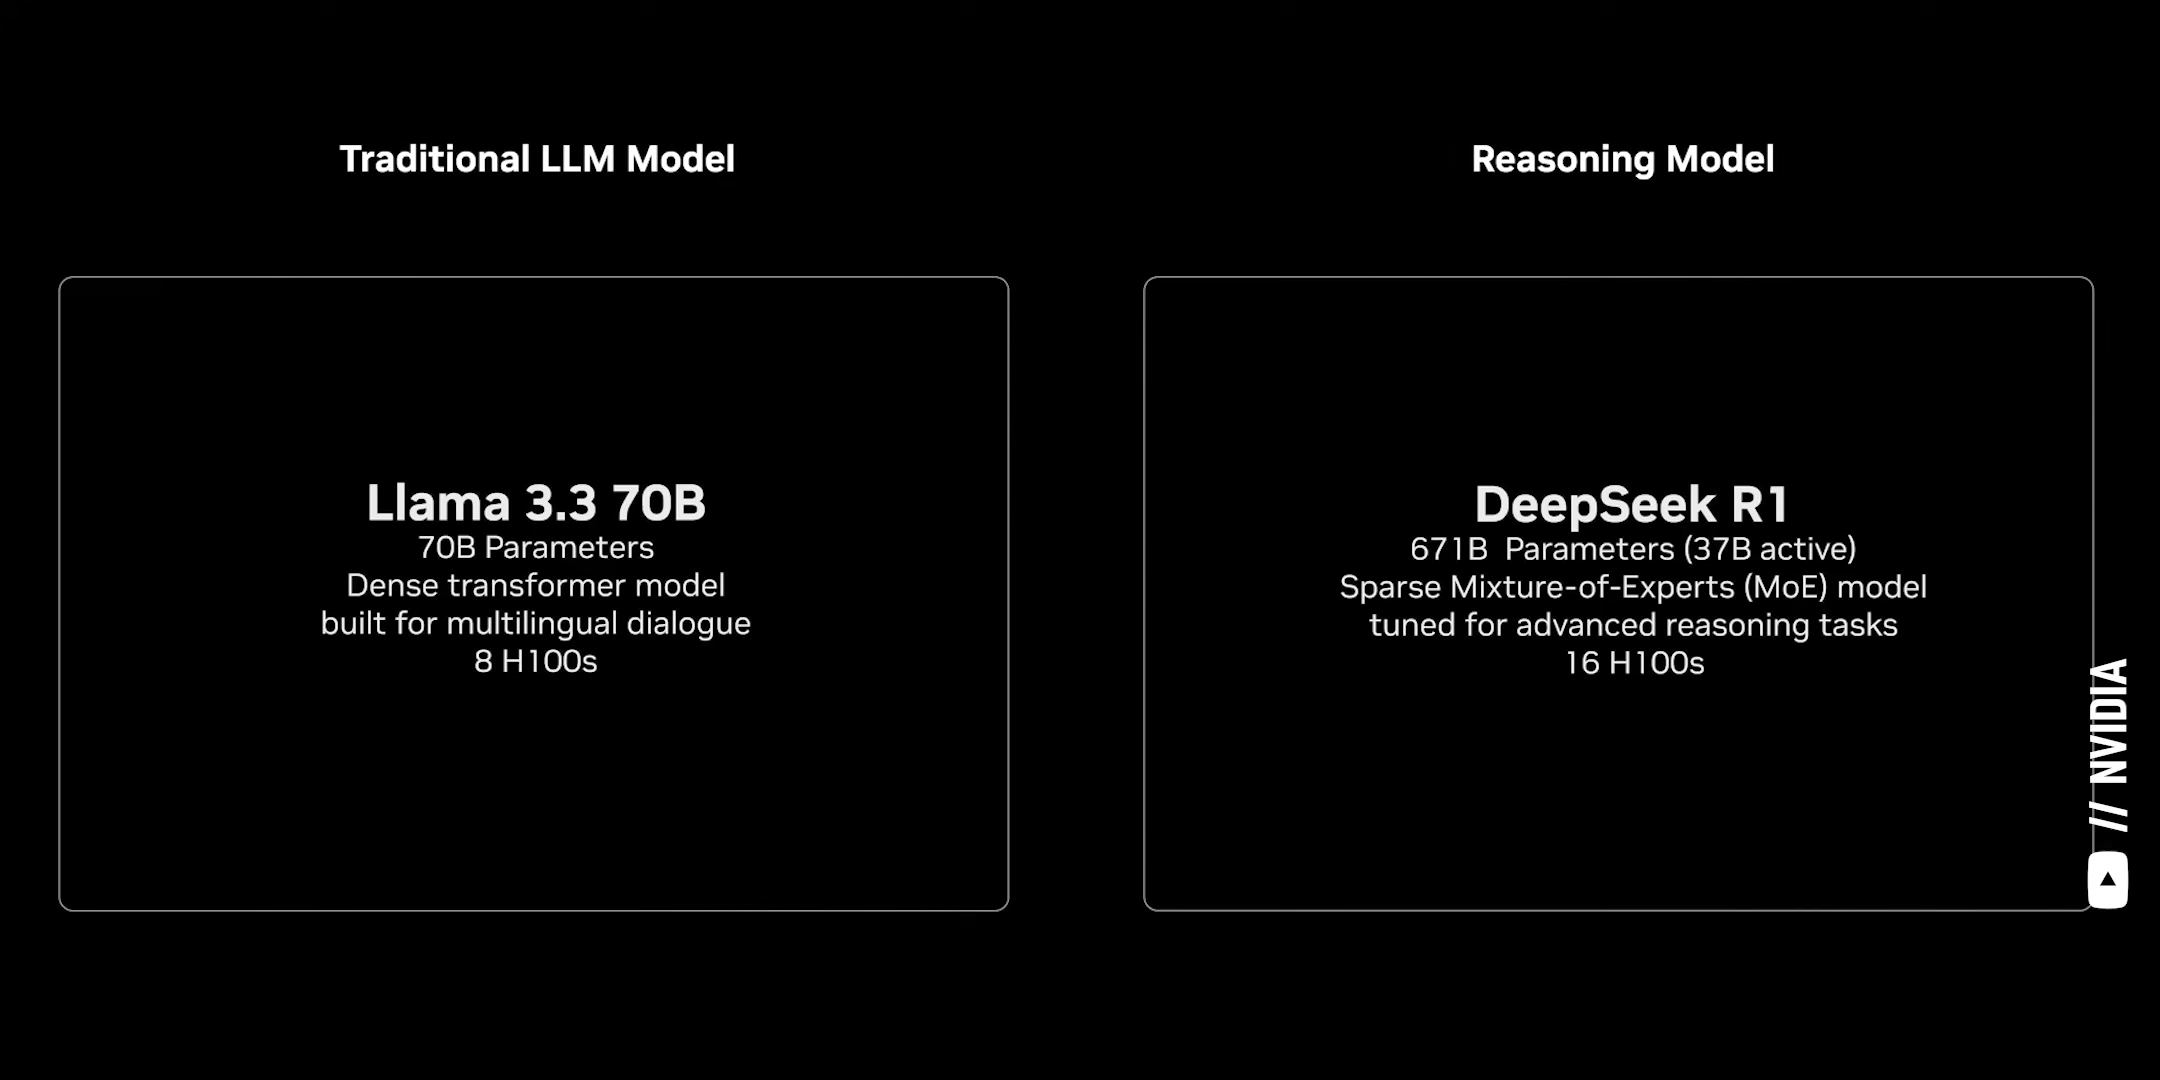 Traditional LLM Model
Llama 3.3 70B
70B Parameters
Dense transformer model
built for multilingual dialogue
8 H100s
Reasoning Model
DeepSeek R1
671B  Parameters (37B active)
Sparse Mixture-of-Experts (MoE) model
tuned for advanced reasoning tasks
16 H100s
// NVIDIA